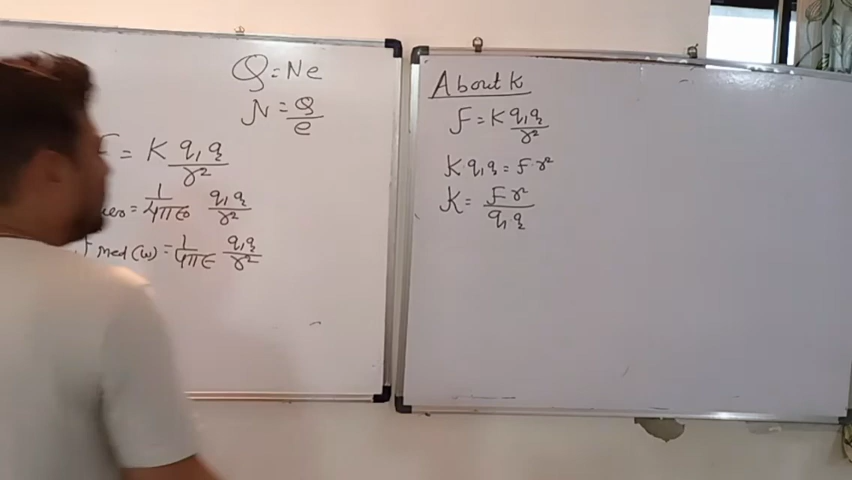 Q = Ne
N = Q/e
F = K q₁q₂/r²
= 1/4πε₀ q₁q₂/r²
med (w) = 1/4πε q₁q₂/r²
About K
F = K q₁q₂/r²
K q₁q₂ = F r²
K = F r²/q₁q₂